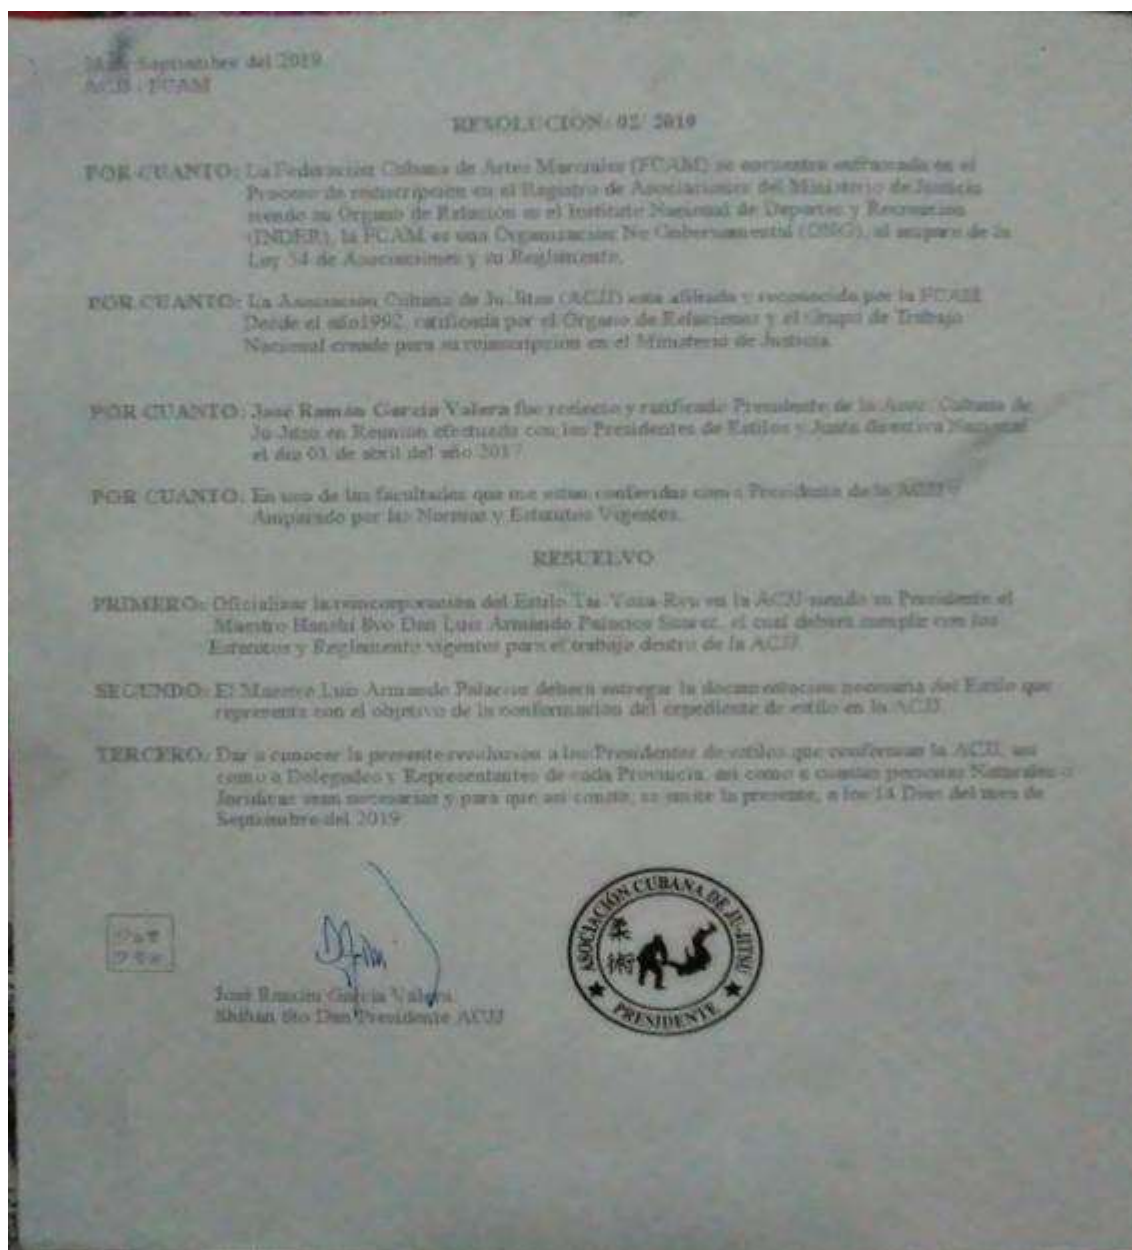 Septiembre del 2019
ACJJ - FCAM
RESOLUCIÓN: 02/ 2019
POR CUANTO: La Federación Cubana de Artes Marciales (FCAM) se encuentra enfrascada en el
Proceso de reinscripción en el Registro de Asociaciones del Ministerio de Justicia
siendo su Órgano de Relación es el Instituto Nacional de Deportes y Recreación
(INDER), la FCAM es una Organización No Gubernamental (ONG), al amparo de la
Ley 54 de Asociaciones y su Reglamento.
POR CUANTO: La Asociación Cubana de Ju-Jitsu (ACJJ) esta afiliada y reconocida por la FCAM
Desde el año1992, ratificada por el Órgano de Relaciones y el Grupo de Trabajo
Nacional creado para su reinscripción en el Ministerio de Justicia
POR CUANTO: José Ramón García Valera fue reelecto y ratificado Presidente de la Asoc. Cubana de
Ju-Jitsu en Reunión efectuada con los Presidentes de Estilos y Junta directiva Nacional
el día 01 de abril del año 2017
POR CUANTO: En uso de las facultades que me están conferidas como Presidente de la ACJJ y
Amparado por las Normas y Estatutos Vigentes.
RESUELVO
PRIMERO: Oficializar la reincorporación del Estilo Tai Ryu en la ACJJ siendo su Presidente el
Maestro Hanshi 8vo Dan Luis Armando Palacios Suarez, el cual deberá cumplir con los
Estatutos y Reglamento vigentes para el trabajo dentro de la ACJJ.
SEGUNDO: El Maestro Luis Armando Palacios deberá entregar la documentación necesaria del Estilo que
representa con el objetivo de la conformación del expediente de estilo en la ACJJ.
TERCERO: Dar a conocer la presente resolución a los Presidentes de estilos que conforman la ACJJ, así
como a Delegados y Representantes de cada Provincia, así como a cuantas personas Naturales o
Jurídicas sean necesarias y para que así conste, se emite la presente, a los 14 Días del mes de
Septiembre del 2019
José Ramón García Valera
Shihan 6to Dan Presidente ACJJ
ASOCIACIÓN CUBANA DE JU-JITSU
柔術
PRESIDENTE